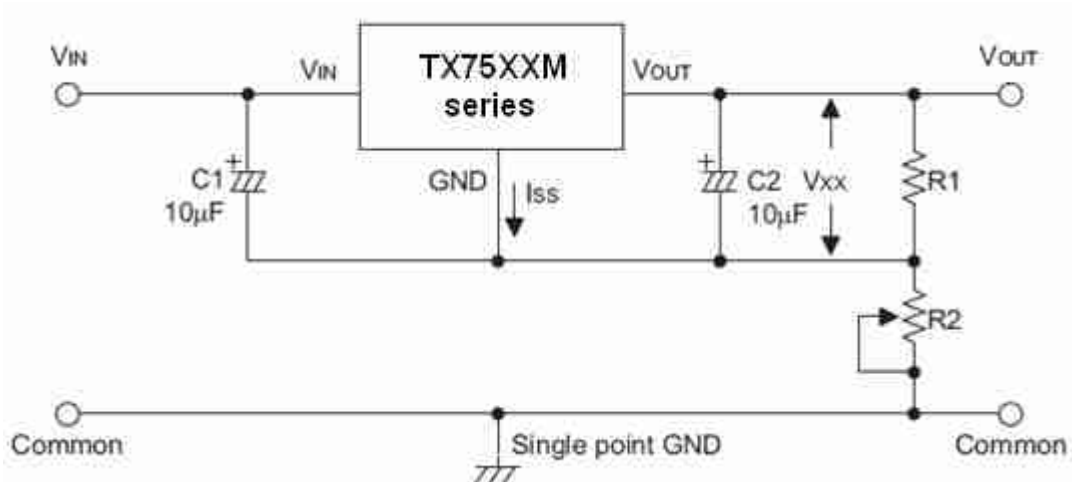 VIN
VIN
TX75XXM
series
VOUT
VOUT
+
C1
10μF
GND
ISS
+
C2
10μF
VXX
R1
R2
Common
Single point GND
Common